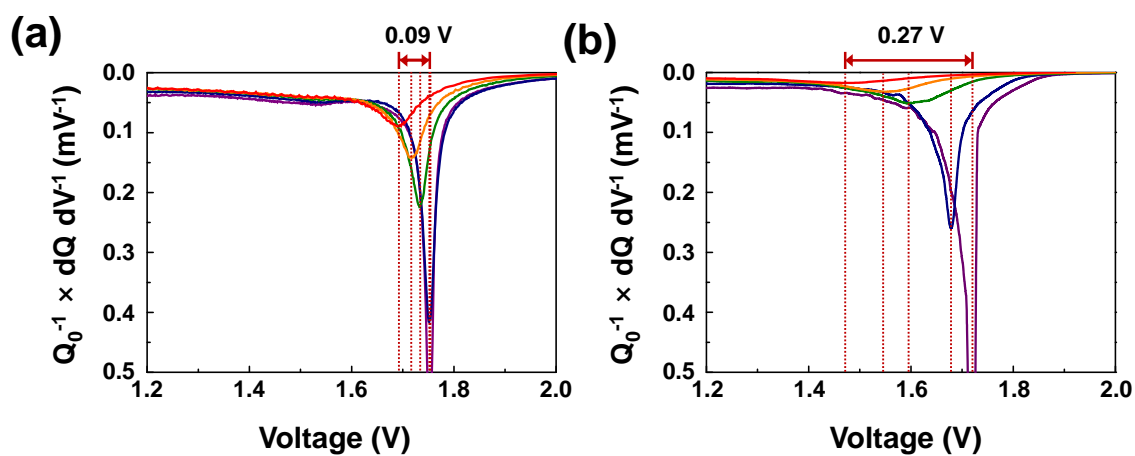 (a)
0.09 V
0.0
0.1
0.2
0.3
0.4
0.5
Q₀⁻¹ × dQ dV⁻¹ (mV⁻¹)
1.2 1.4 1.6 1.8 2.0
Voltage (V)
(b)
0.27 V
0.0
0.1
0.2
0.3
0.4
0.5
Q₀⁻¹ × dQ dV⁻¹ (mV⁻¹)
1.2 1.4 1.6 1.8 2.0
Voltage (V)